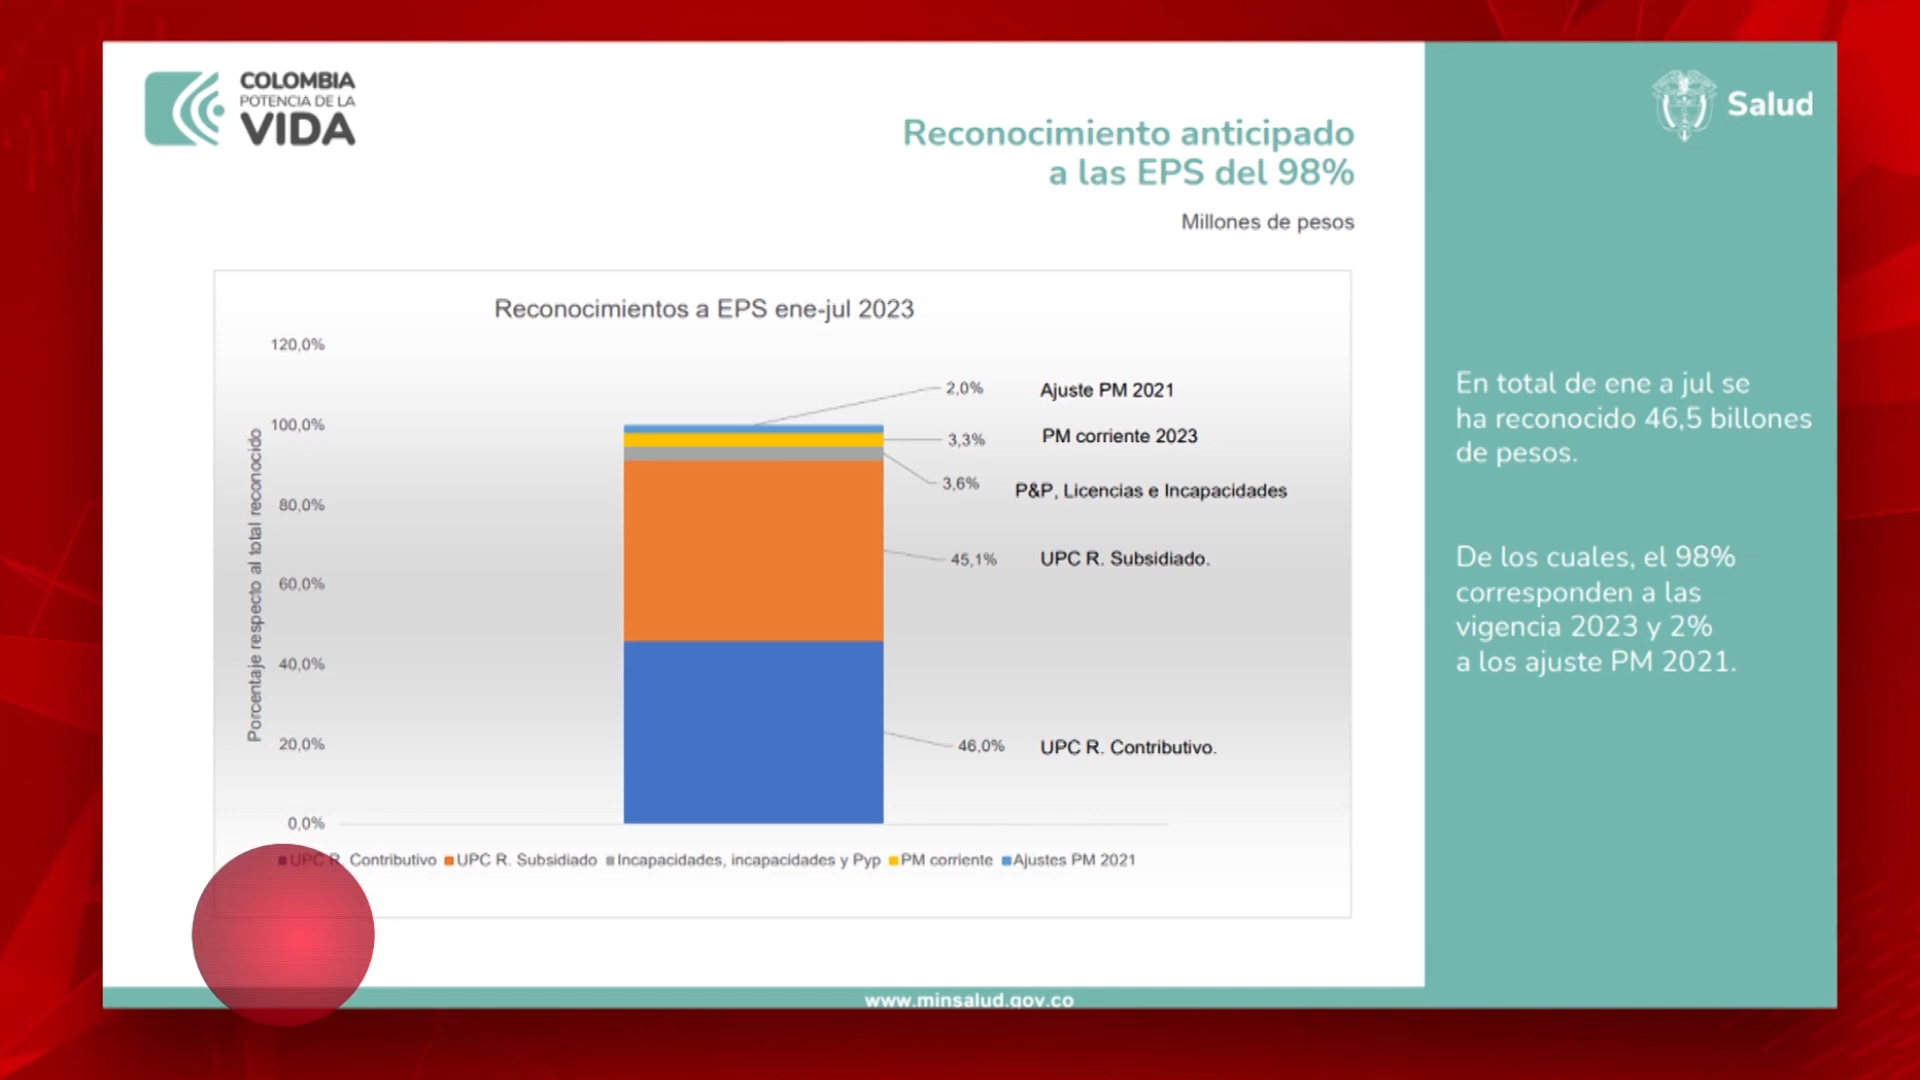 COLOMBIA
POTENCIA DE LA
VIDA
Salud
Reconocimiento anticipado
a las EPS del 98%
Millones de pesos
Reconocimientos a EPS ene-jul 2023
Porcentaje respecto al total reconocido
120,0%
100,0%
80,0%
60,0%
40,0%
20,0%
0,0%
2,0% Ajuste PM 2021
3,3% PM corriente 2023
3,6% P&P, Licencias e Incapacidades
45,1% UPC R. Subsidiado.
46,0% UPC R. Contributivo.
UPC R. Contributivo UPC R. Subsidiado Incapacidades, incapacidades y Pyp PM corriente Ajustes PM 2021
En total de ene a jul se
ha reconocido 46,5 billones
de pesos.
De los cuales, el 98%
corresponden a las
vigencia 2023 y 2%
a los ajuste PM 2021.
www.minsalud.gov.co